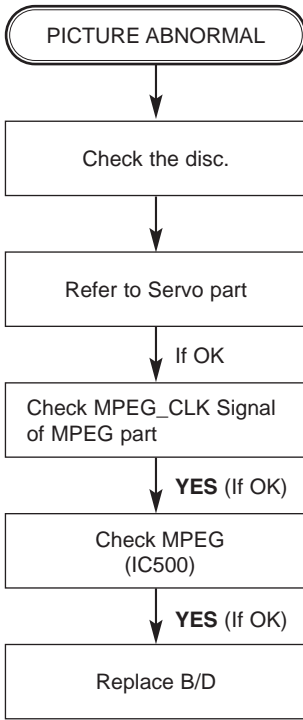 PICTURE ABNORMAL
Check the disc.
Refer to Servo part
If OK
Check MPEG_CLK Signal
of MPEG part
YES (If OK)
Check MPEG
(IC500)
YES (If OK)
Replace B/D